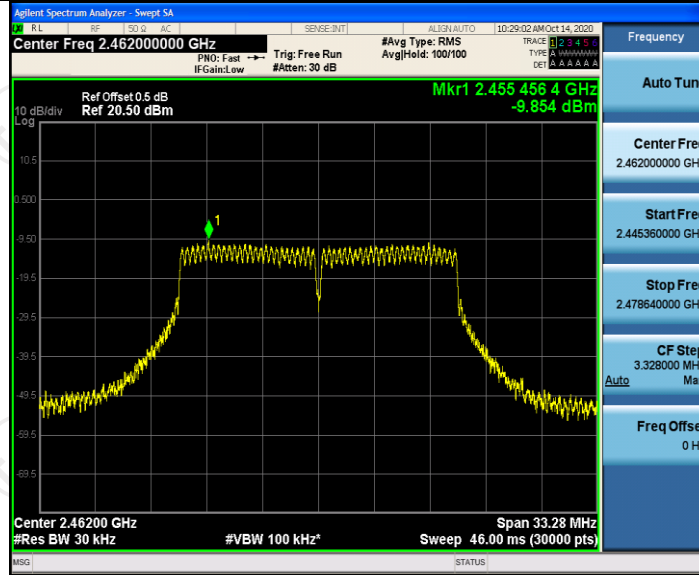 Agilent Spectrum Analyzer - Swept SA
RL RF 50 Ω AC SENSE:INT ALIGN AUTO 10:29:02 AM Oct 14, 2020
Center Freq 2.462000000 GHz
#Avg Type: RMS
TRACE 1 2 3 4 5 6
PNO: Fast
Trig: Free Run
Avg|Hold: 100/100
TYPE A
IFGain:Low
#Atten: 30 dB
DET A A A A A A
Ref Offset 0.5 dB
Mkr1 2.455 456 4 GHz
10 dB/div Ref 20.50 dBm
-9.854 dBm
Log
10.5
0.500
-9.50
-19.5
-29.5
-39.5
-49.5
-59.5
-69.5
1
Center 2.46200 GHz
Span 33.28 MHz
#Res BW 30 kHz
#VBW 100 kHz*
Sweep 46.00 ms (30000 pts)
MSG
STATUS
Frequency
Auto Tun
Center Fre
2.462000000 GH
Start Fre
2.445360000 GH
Stop Fre
2.478640000 GH
CF Step
3.328000 MH
Auto Ma
Freq Offse
0 H